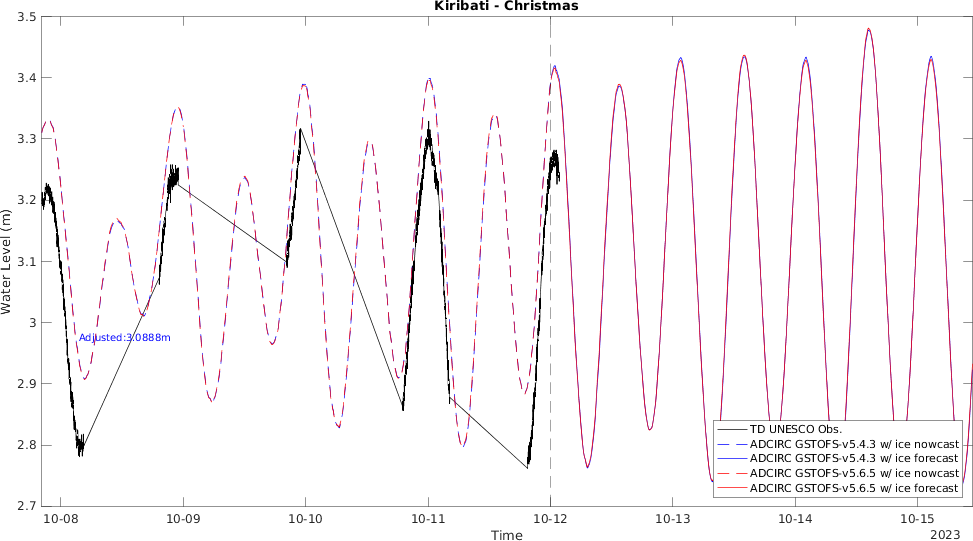 Kiribati - Christmas
Water Level (m)
3.5
3.4
3.3
3.2
3.1
3
2.9
2.8
2.7
Adjusted:3.0888m
TD UNESCO Obs.
ADCIRC GSTOFS-v5.4.3 w/ ice nowcast
ADCIRC GSTOFS-v5.4.3 w/ ice forecast
ADCIRC GSTOFS-v5.6.5 w/ ice nowcast
ADCIRC GSTOFS-v5.6.5 w/ ice forecast
10-08 10-09 10-10 10-11 10-12 10-13 10-14 10-15
Time
2023